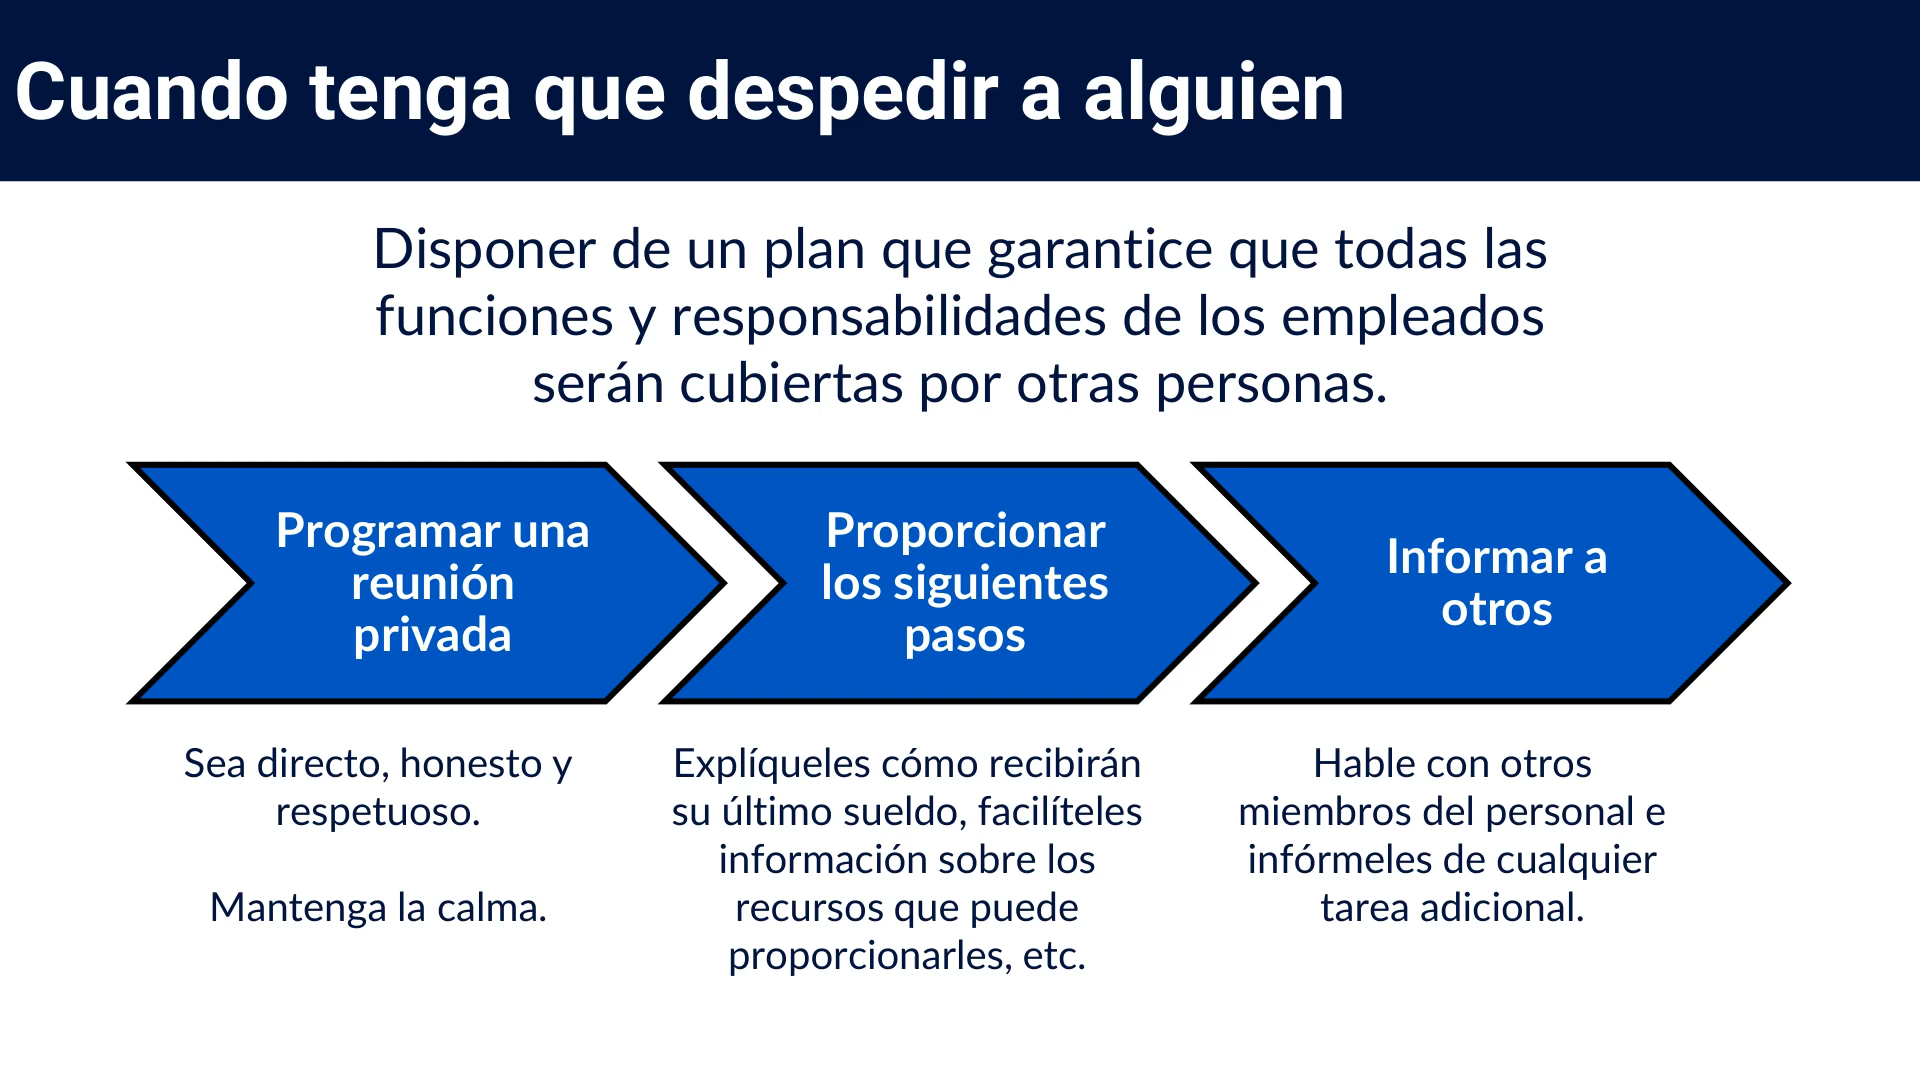 Cuando tenga que despedir a alguien
Disponer de un plan que garantice que todas las
funciones y responsabilidades de los empleados
serán cubiertas por otras personas.
Programar una
reunión
privada
Proporcionar
los siguientes
pasos
Informar a
otros
Sea directo, honesto y
respetuoso.
Mantenga la calma.
Explíqueles cómo recibirán
su último sueldo, facilíteles
información sobre los
recursos que puede
proporcionarles, etc.
Hable con otros
miembros del personal e
infórmeles de cualquier
tarea adicional.